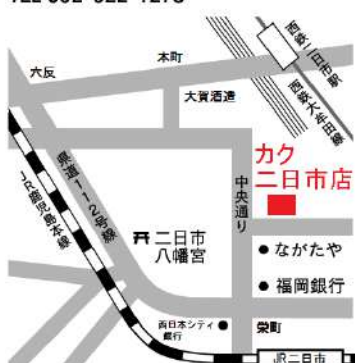 本町
六反
大賀酒造
西鉄二日市駅
西鉄大牟田線
カク
二日市店
県道112号線
JR鹿児島本線
中央通り
二日市
八幡宮
ながたや
福岡銀行
西日本シティ
銀行
栄町
JR二日市